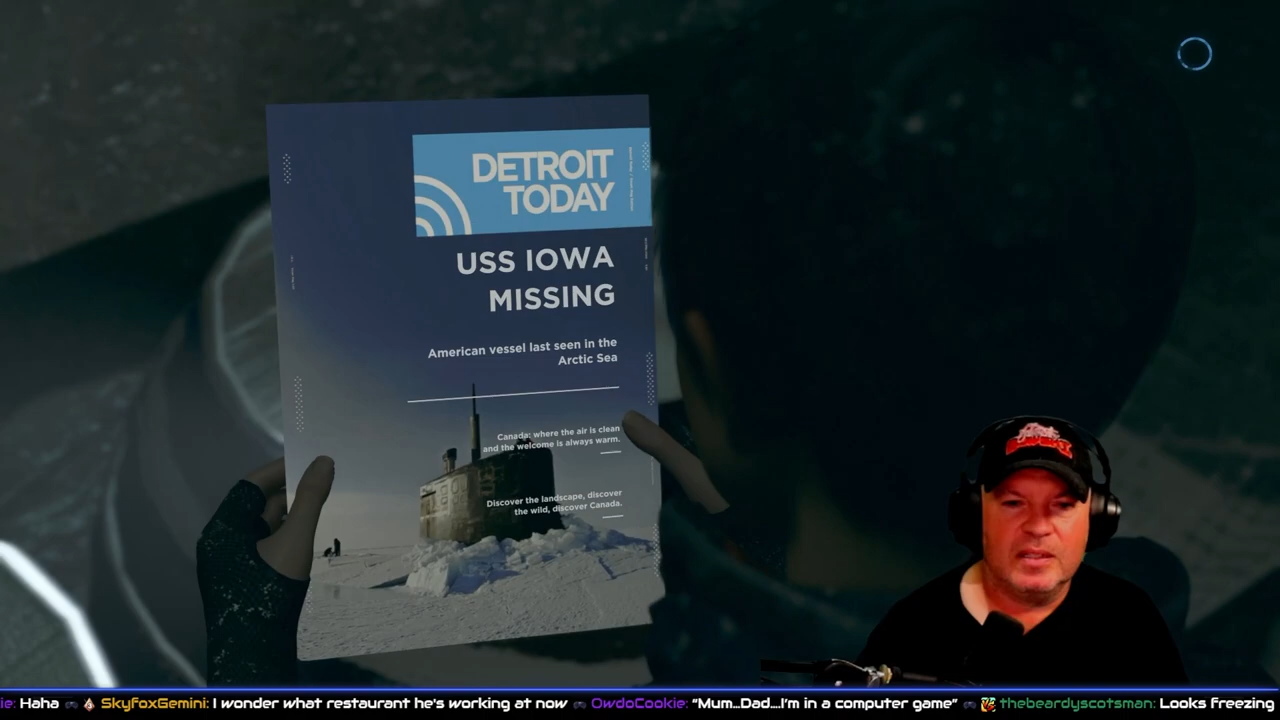 DETROIT
TODAY
USS IOWA
MISSING
American vessel last seen in the
Arctic Sea
Canada: where the air is clean
and the welcome is always warm.
Discover the landscape, discover
the wild, discover Canada.
ie: Haha SkyfoxGemini: I wonder what restaurant he's working at now OwdoCookie: “Mum...Dad....I'm in a computer game” thebeardyscotsman: Looks freezing